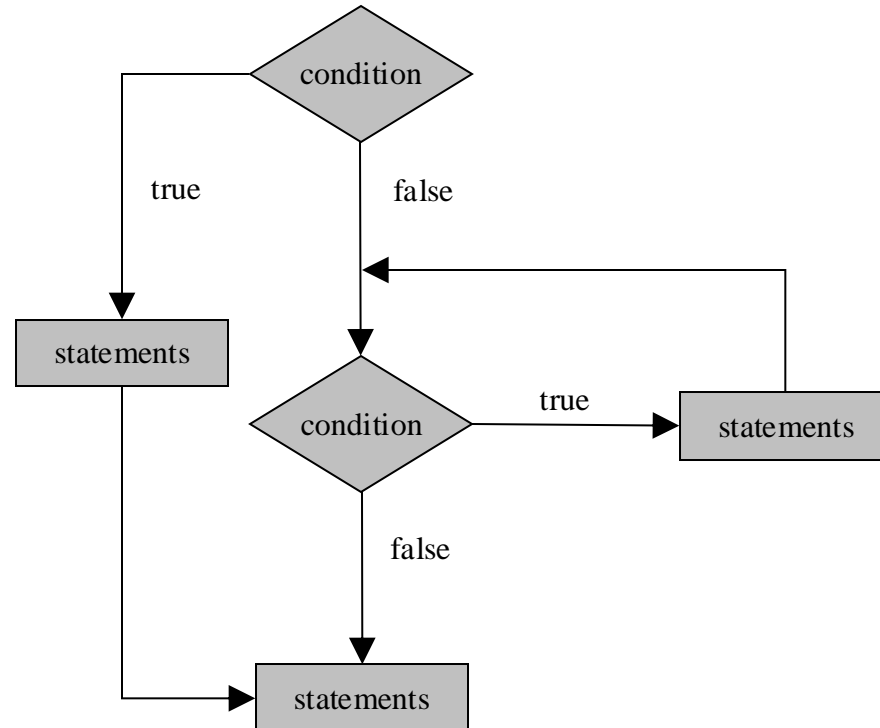 condition
true
false
statements
condition
true
statements
false
statements